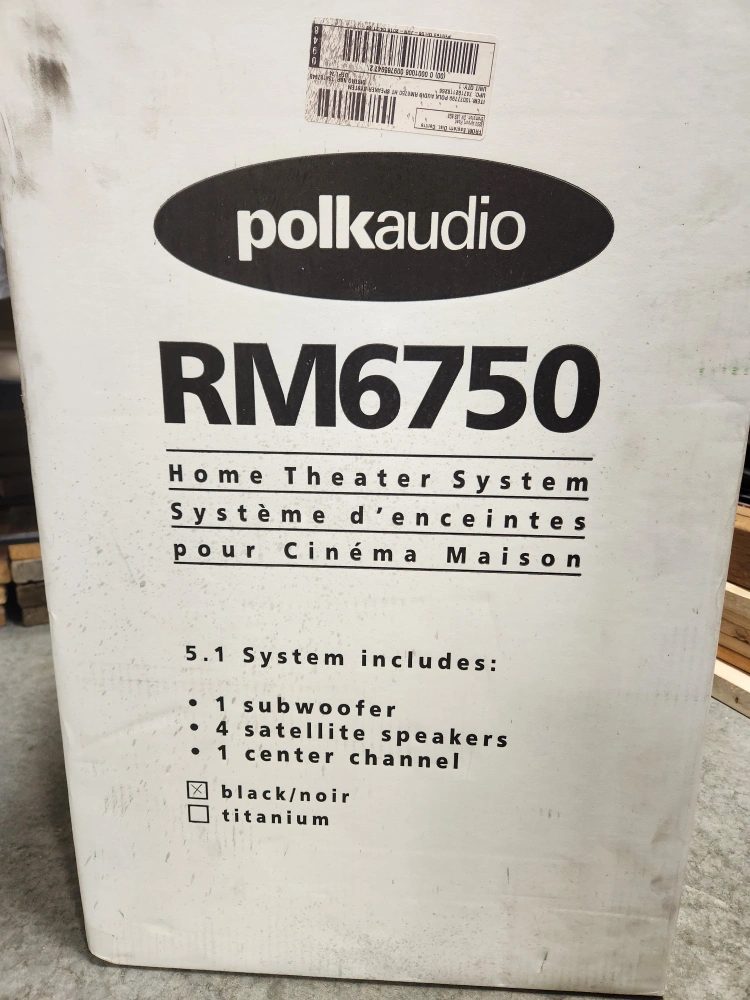 polkaudio
RM6750
Home Theater System
Système d'enceintes
pour Cinéma Maison
5.1 System includes:
• 1 subwoofer
• 4 satellite speakers
• 1 center channel
black/noir
titanium